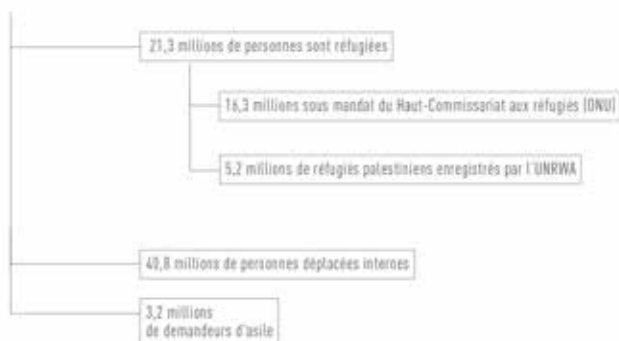 21,3 millions de personnes sont réfugiées
16,3 millions sous mandat du Haut-Commissariat aux réfugiés (ONU)
5,2 millions de réfugiés palestiniens enregistrés par l'UNRWA
40,8 millions de personnes déplacées internes
3,2 millions
de demandeurs d'asile